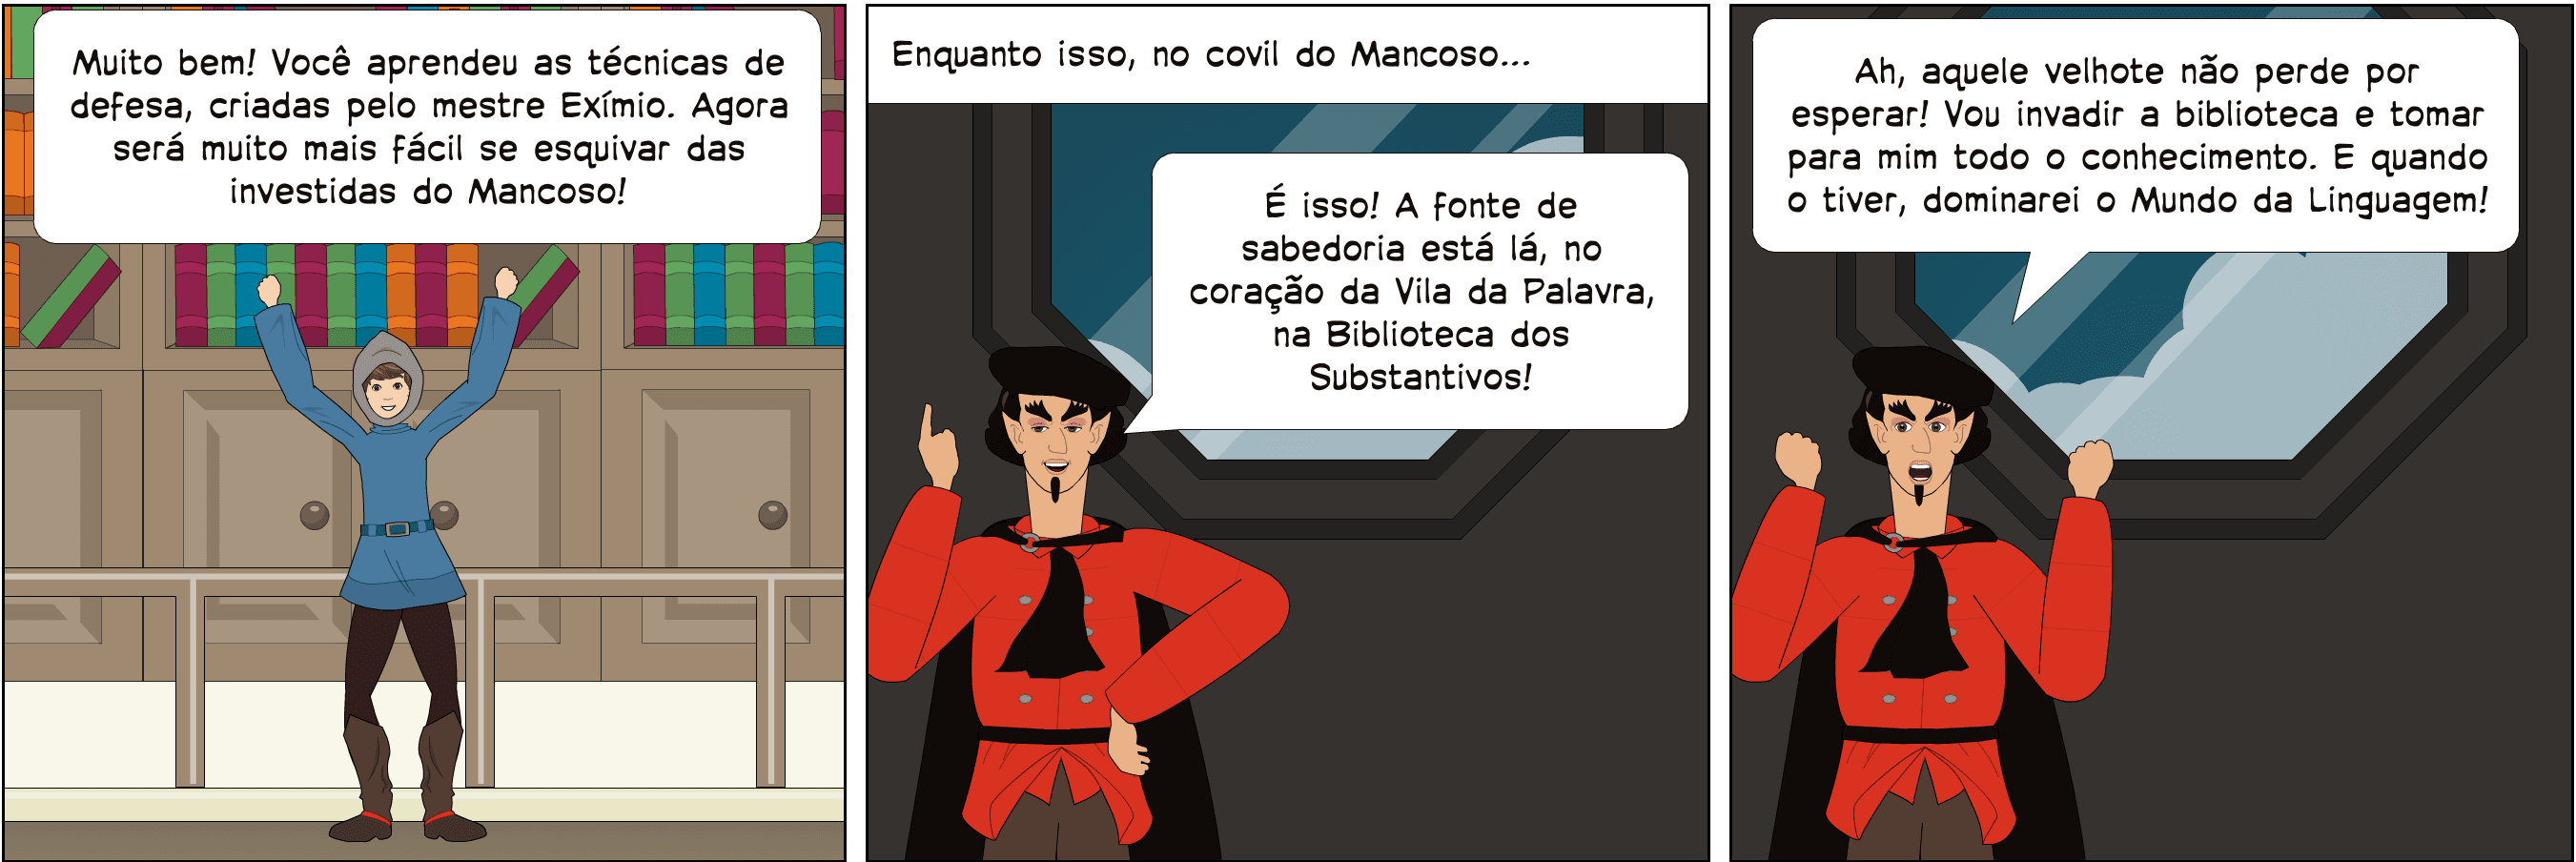 Muito bem! Você aprendeu as técnicas de
defesa, criadas pelo mestre Exímio. Agora
será muito mais fácil se esquivar das
investidas do Mancoso!
Enquanto isso, no covil do Mancoso...
É isso! A fonte de
sabedoria está lá, no
coração da Vila da Palavra,
na Biblioteca dos
Substantivos!
Ah, aquele velhote não perde por
esperar! Vou invadir a biblioteca e tomar
para mim todo o conhecimento. E quando
o tiver, dominarei o Mundo da Linguagem!